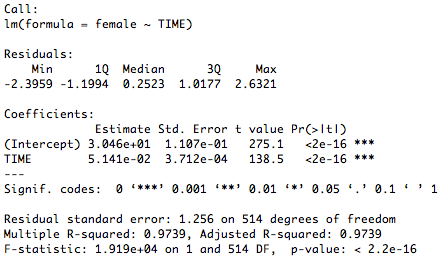 Call:
lm(formula = female ~ TIME)
Residuals:
    Min      1Q  Median      3Q     Max
-2.3959 -1.1994  0.2523  1.0177  2.6321
Coefficients:
             Estimate Std. Error t value Pr(>|t|)
(Intercept) 3.046e+01  1.107e-01   275.1   <2e-16 ***
TIME        5.141e-02  3.712e-04   138.5   <2e-16 ***
---
Signif. codes:  0 ‘***’ 0.001 ‘**’ 0.01 ‘*’ 0.05 ‘.’ 0.1 ‘ ’ 1
Residual standard error: 1.256 on 514 degrees of freedom
Multiple R-squared: 0.9739, Adjusted R-squared: 0.9739
F-statistic: 1.919e+04 on 1 and 514 DF,  p-value: < 2.2e-16